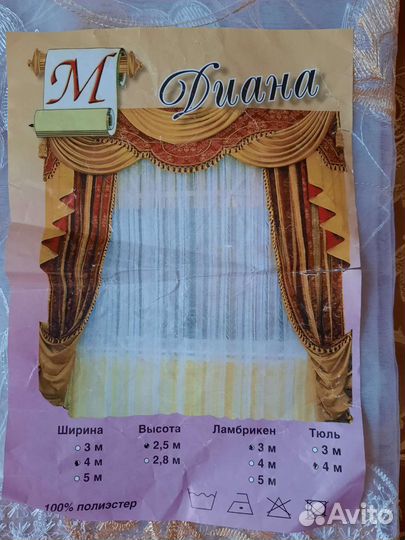 М Диана
Ширина Высота Ламбрикен Тюль
3 м 2,5 м 3 м 3 м
4 м 2,8 м 4 м 4 м
5 м 5 м
100% полиэстер
Avito